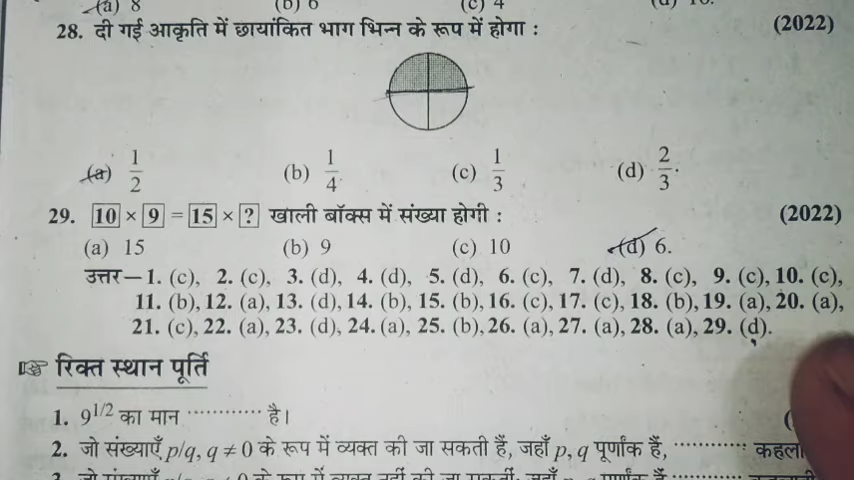 (a) 8 (b) 6 (c) 4
28. दी गई आकृति में छायांकित भाग भिन्न के रूप में होगा : (2022)
(a) 1/2 (b) 1/4 (c) 1/3 (d) 2/3.
29. 10 × 9 = 15 × ? खाली बॉक्स में संख्या होगी : (2022)
(a) 15 (b) 9 (c) 10 (d) 6.
उत्तर—1. (c), 2. (c), 3. (d), 4. (d), 5. (d), 6. (c), 7. (d), 8. (c), 9. (c), 10. (c),
11. (b), 12. (a), 13. (d), 14. (b), 15. (b), 16. (c), 17. (c), 18. (b), 19. (a), 20. (a),
21. (c), 22. (a), 23. (d), 24. (a), 25. (b), 26. (a), 27. (a), 28. (a), 29. (d).
रिक्त स्थान पूर्ति
1. 9^1/2 का मान ············ है।
2. जो संख्याएँ p/q, q ≠ 0 के रूप में व्यक्त की जा सकती हैं, जहाँ p, q पूर्णांक हैं, ···········